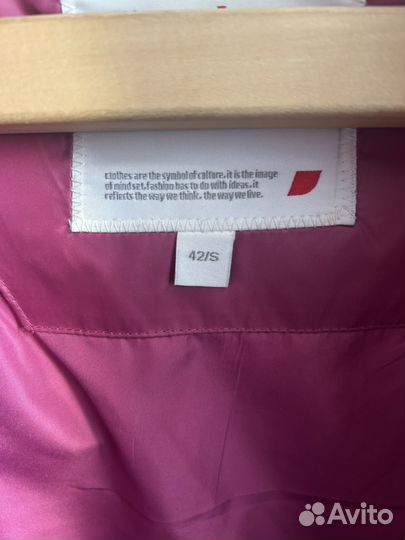 clothes are the symbol of culture. it is the image
of mindset. fashion has to do with ideas. it
reflects the way we think. the way we live.
42/S
Avito